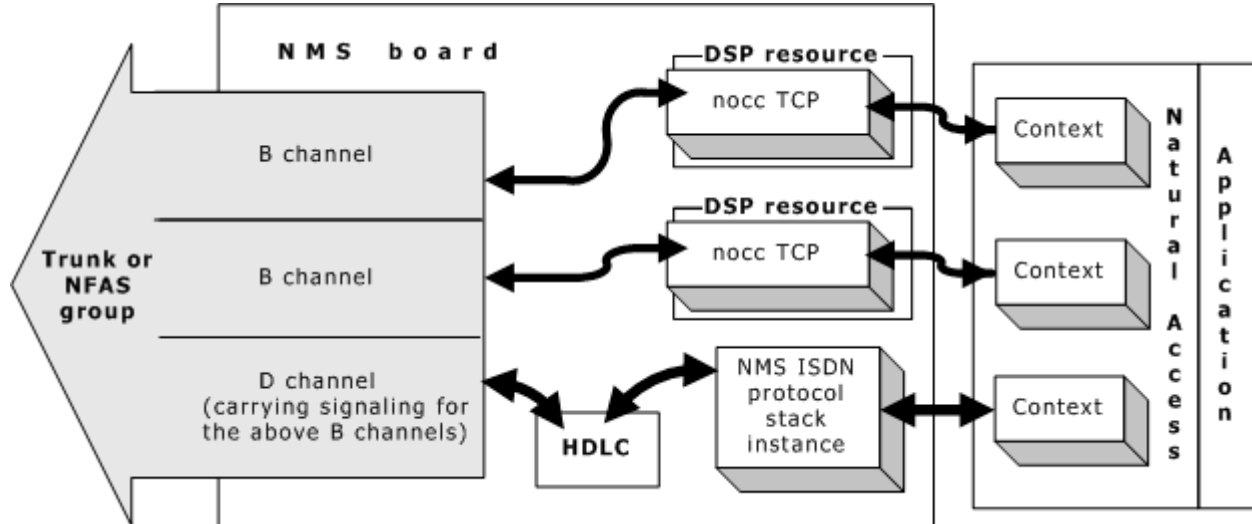 NMS board
DSP resource
nocc TCP
Context
B channel
DSP resource
nocc TCP
Context
B channel
Trunk or
NFAS
group
D channel
(carrying signaling for
the above B channels)
HDLC
NMS ISDN
protocol
stack
instance
Context
Natural Access
Application